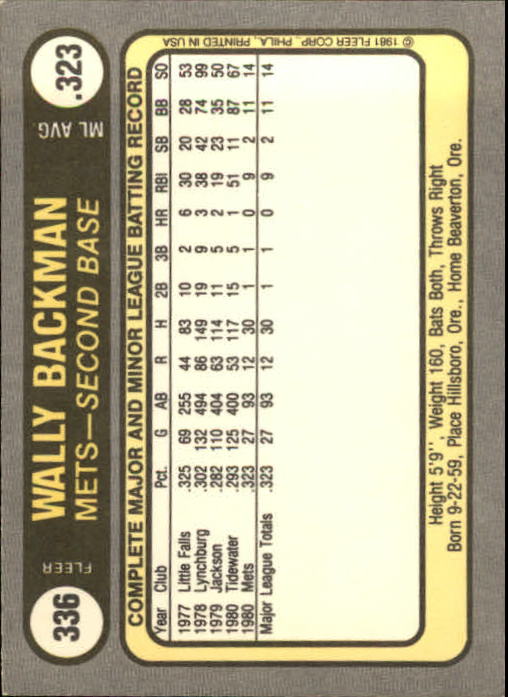 336
FLEER
WALLY BACKMAN
METS—SECOND BASE
ML AVG.
.323
COMPLETE MAJOR AND MINOR LEAGUE BATTING RECORD
Year Club Pct. G AB R H 2B 3B HR RBI SB BB SO
1977 Little Falls .325 69 255 44 83 10 2 6 30 20 28 53
1978 Lynchburg .302 132 494 86 149 19 9 3 38 42 74 99
1979 Jackson .282 110 404 63 114 11 5 2 19 23 35 50
1980 Tidewater .293 125 400 53 117 15 5 1 51 11 87 67
1980 Mets .323 27 93 12 30 1 1 0 9 2 11 14
Major League Totals .323 27 93 12 30 1 1 0 9 2 11 14
Height 5'9", Weight 160, Bats Both, Throws Right
Born 9-22-59, Place Hillsboro, Ore., Home Beaverton, Ore.
© 1981 FLEER CORP., PHILA., PRINTED IN USA